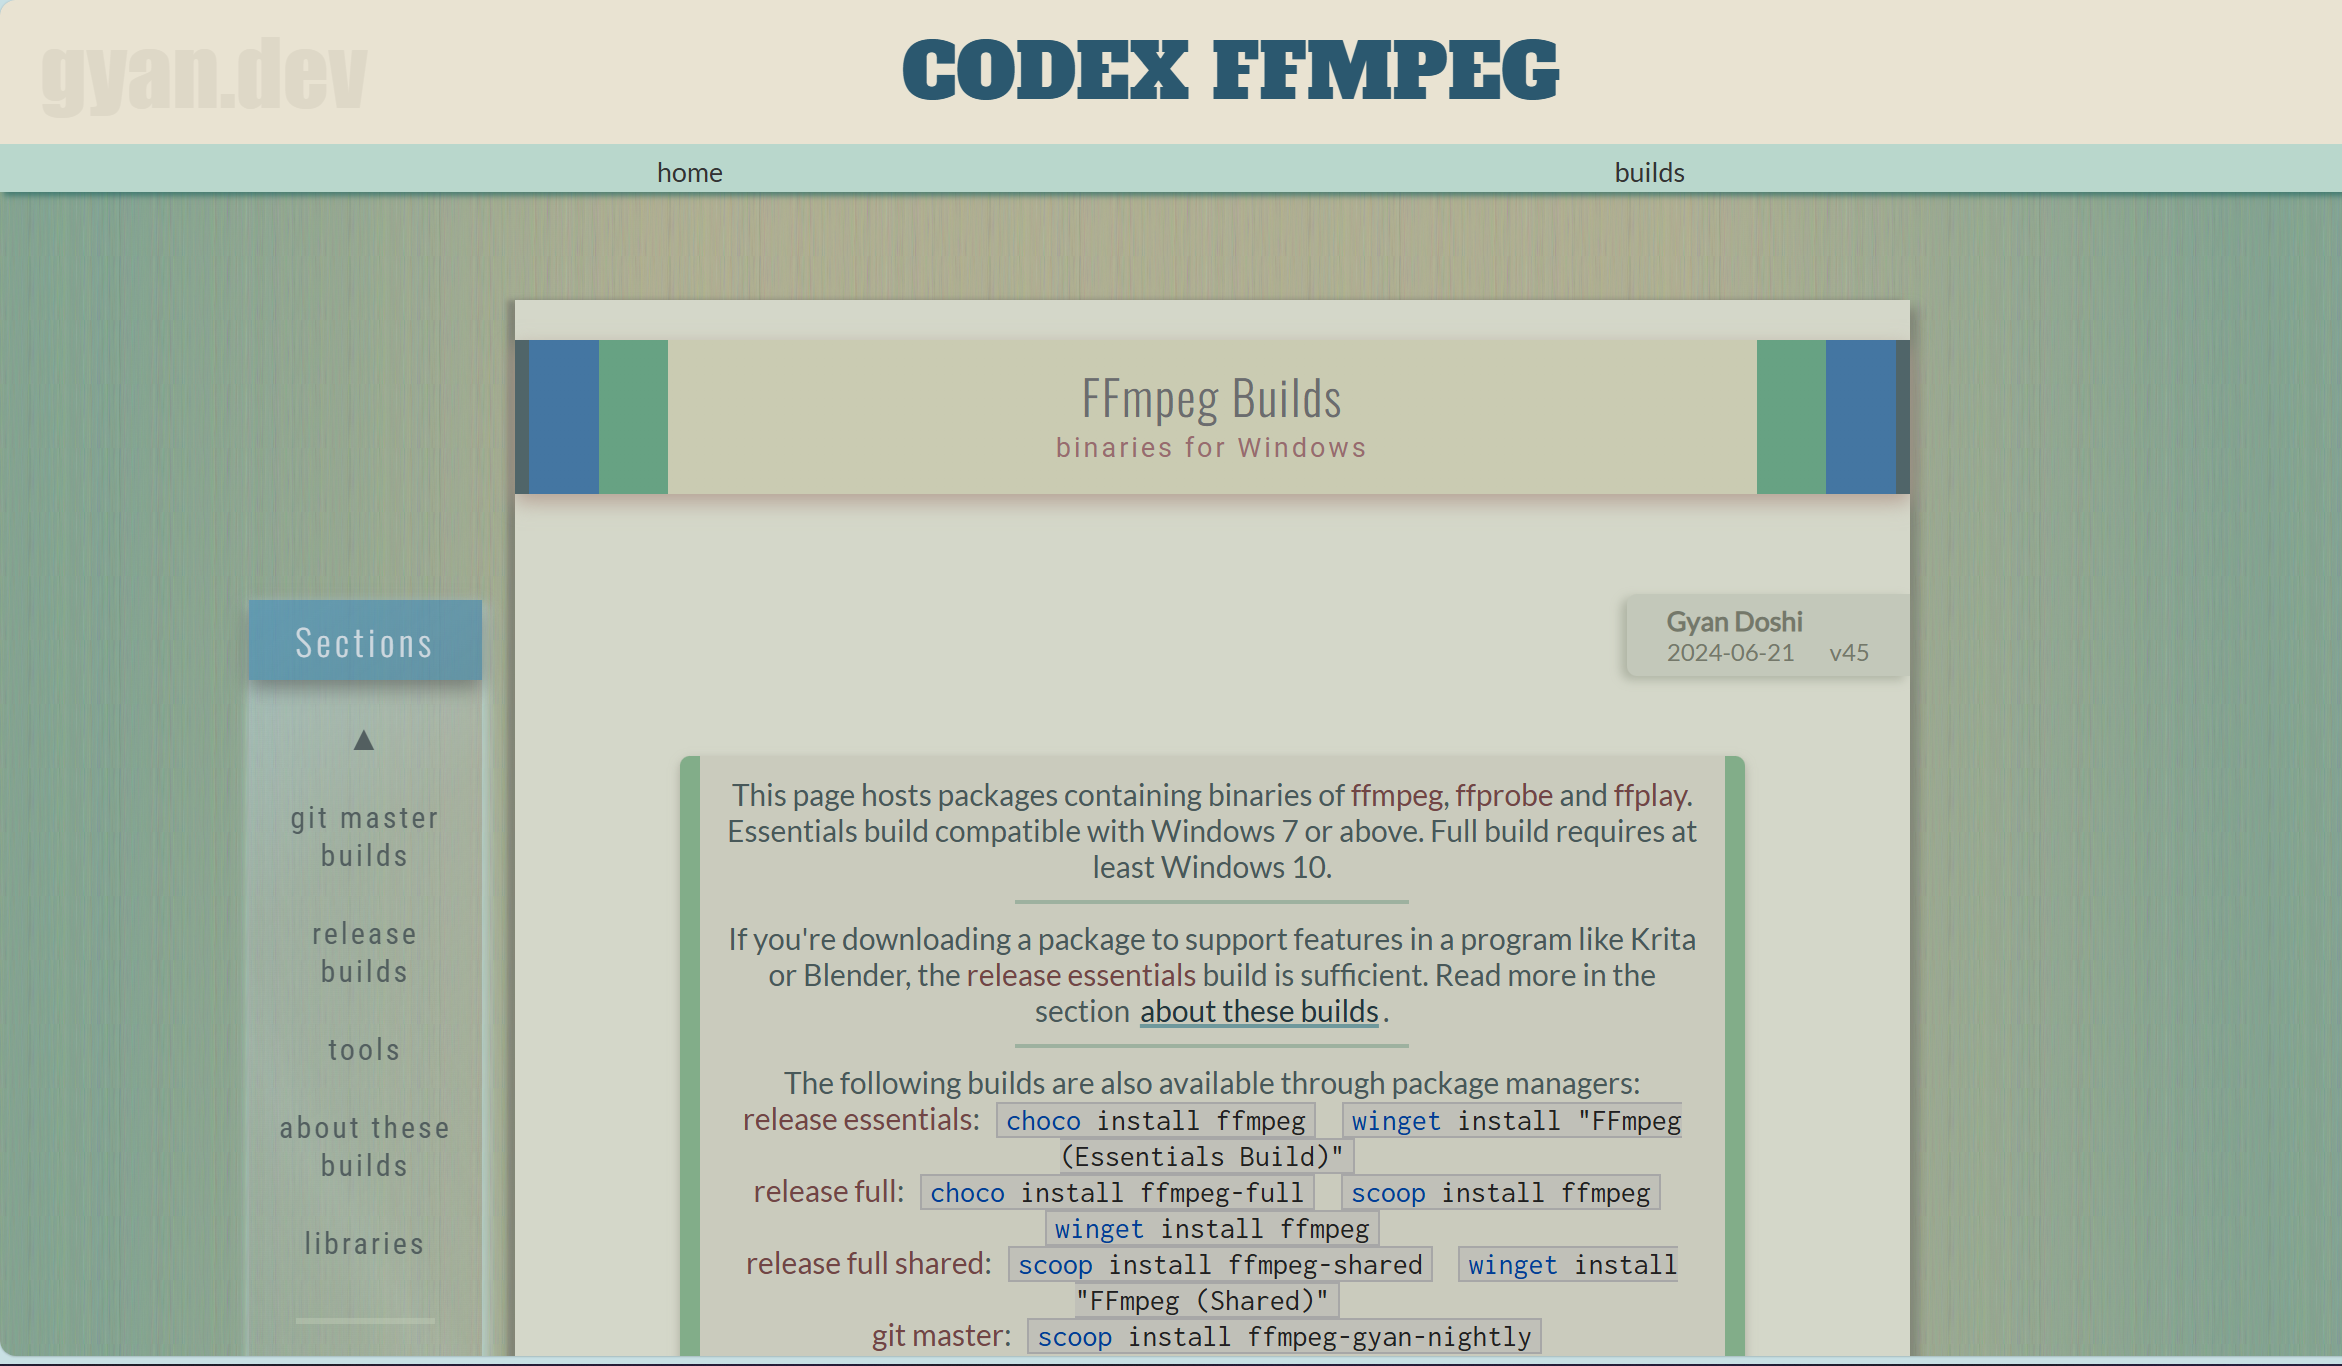 gyan.dev
CODEX FFMPEG
home
builds
FFmpeg Builds
binaries for Windows
Gyan Doshi
2024-06-21 v45
Sections
▲
git master
builds
release
builds
tools
about these
builds
libraries
This page hosts packages containing binaries of ffmpeg, ffprobe and ffplay.
Essentials build compatible with Windows 7 or above. Full build requires at
least Windows 10.
If you're downloading a package to support features in a program like Krita
or Blender, the release essentials build is sufficient. Read more in the
section about these builds.
The following builds are also available through package managers:
release essentials: choco install ffmpeg winget install "FFmpeg
(Essentials Build)"
release full: choco install ffmpeg-full scoop install ffmpeg
winget install ffmpeg
release full shared: scoop install ffmpeg-shared winget install
"FFmpeg (Shared)"
git master: scoop install ffmpeg-gyan-nightly